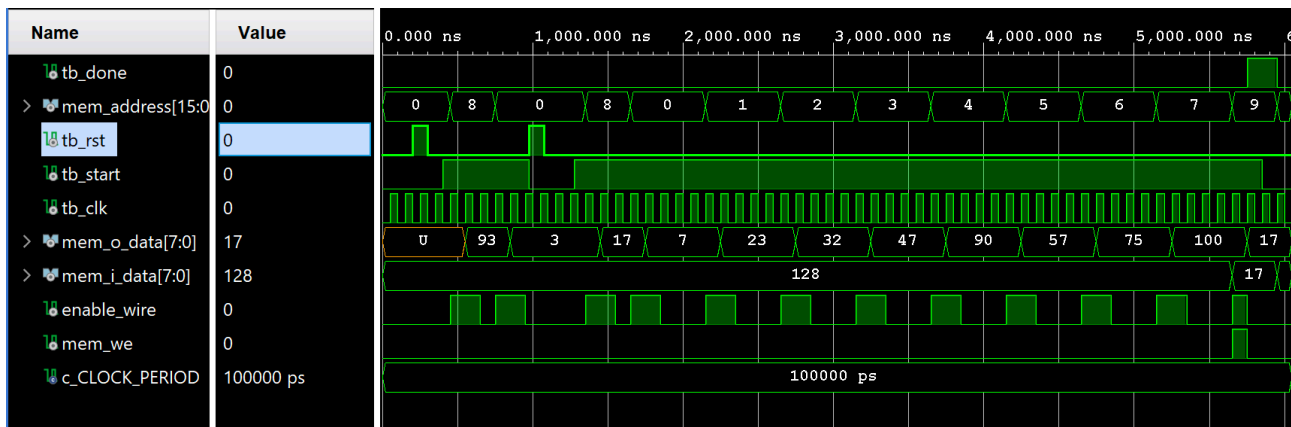 Name Value 0.000 ns 1,000.000 ns 2,000.000 ns 3,000.000 ns 4,000.000 ns 5,000.000 ns 6
tb_done 0
> mem_address[15:0 0 0 8 0 8 0 1 2 3 4 5 6 7 9
tb_rst 0
tb_start 0
tb_clk 0
> mem_o_data[7:0] 17 U 93 3 17 7 23 32 47 90 57 75 100 17
> mem_i_data[7:0] 128 128 17
enable_wire 0
mem_we 0
c_CLOCK_PERIOD 100000 ps 100000 ps